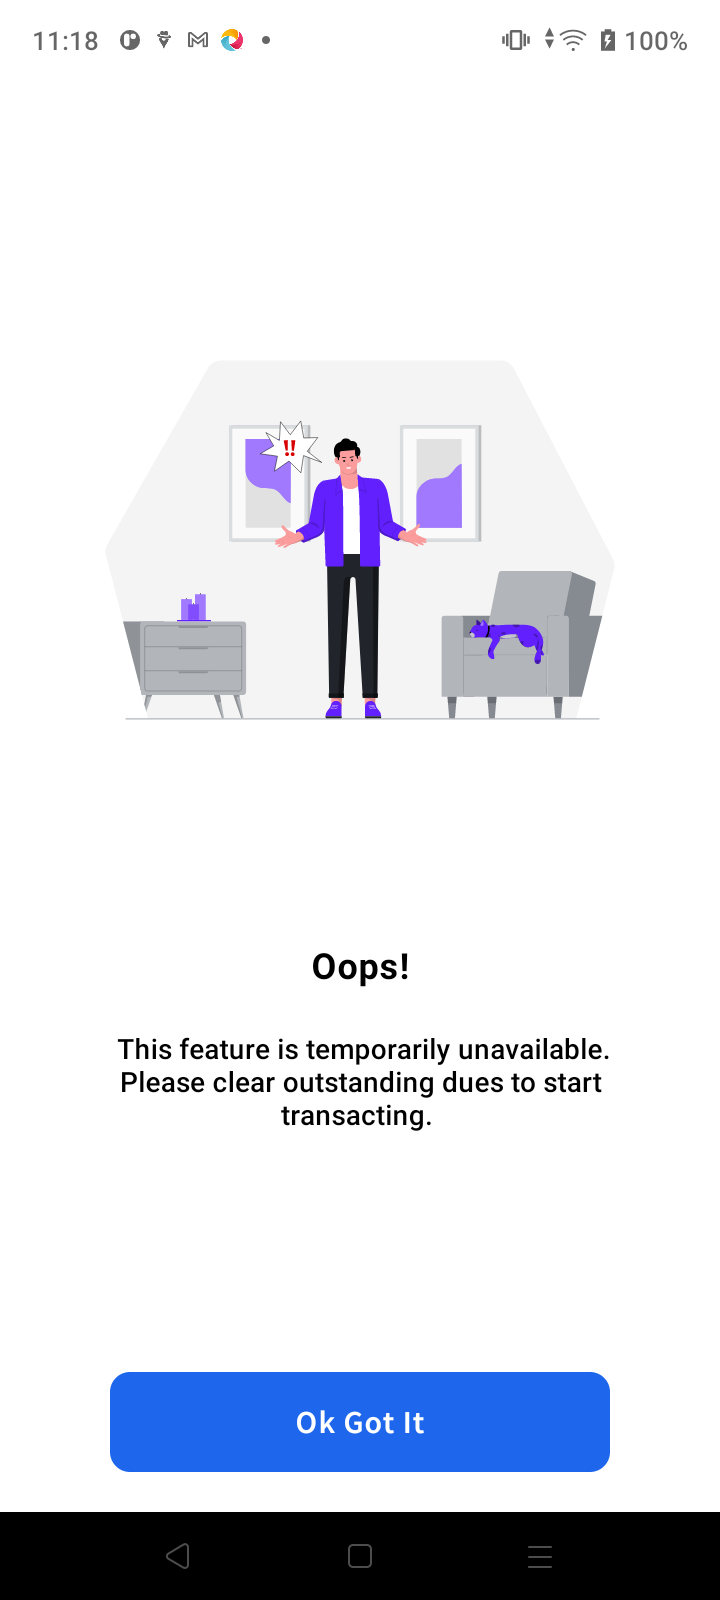 11:18
100%
!!
Oops!
This feature is temporarily unavailable.
Please clear outstanding dues to start
transacting.
Ok Got It